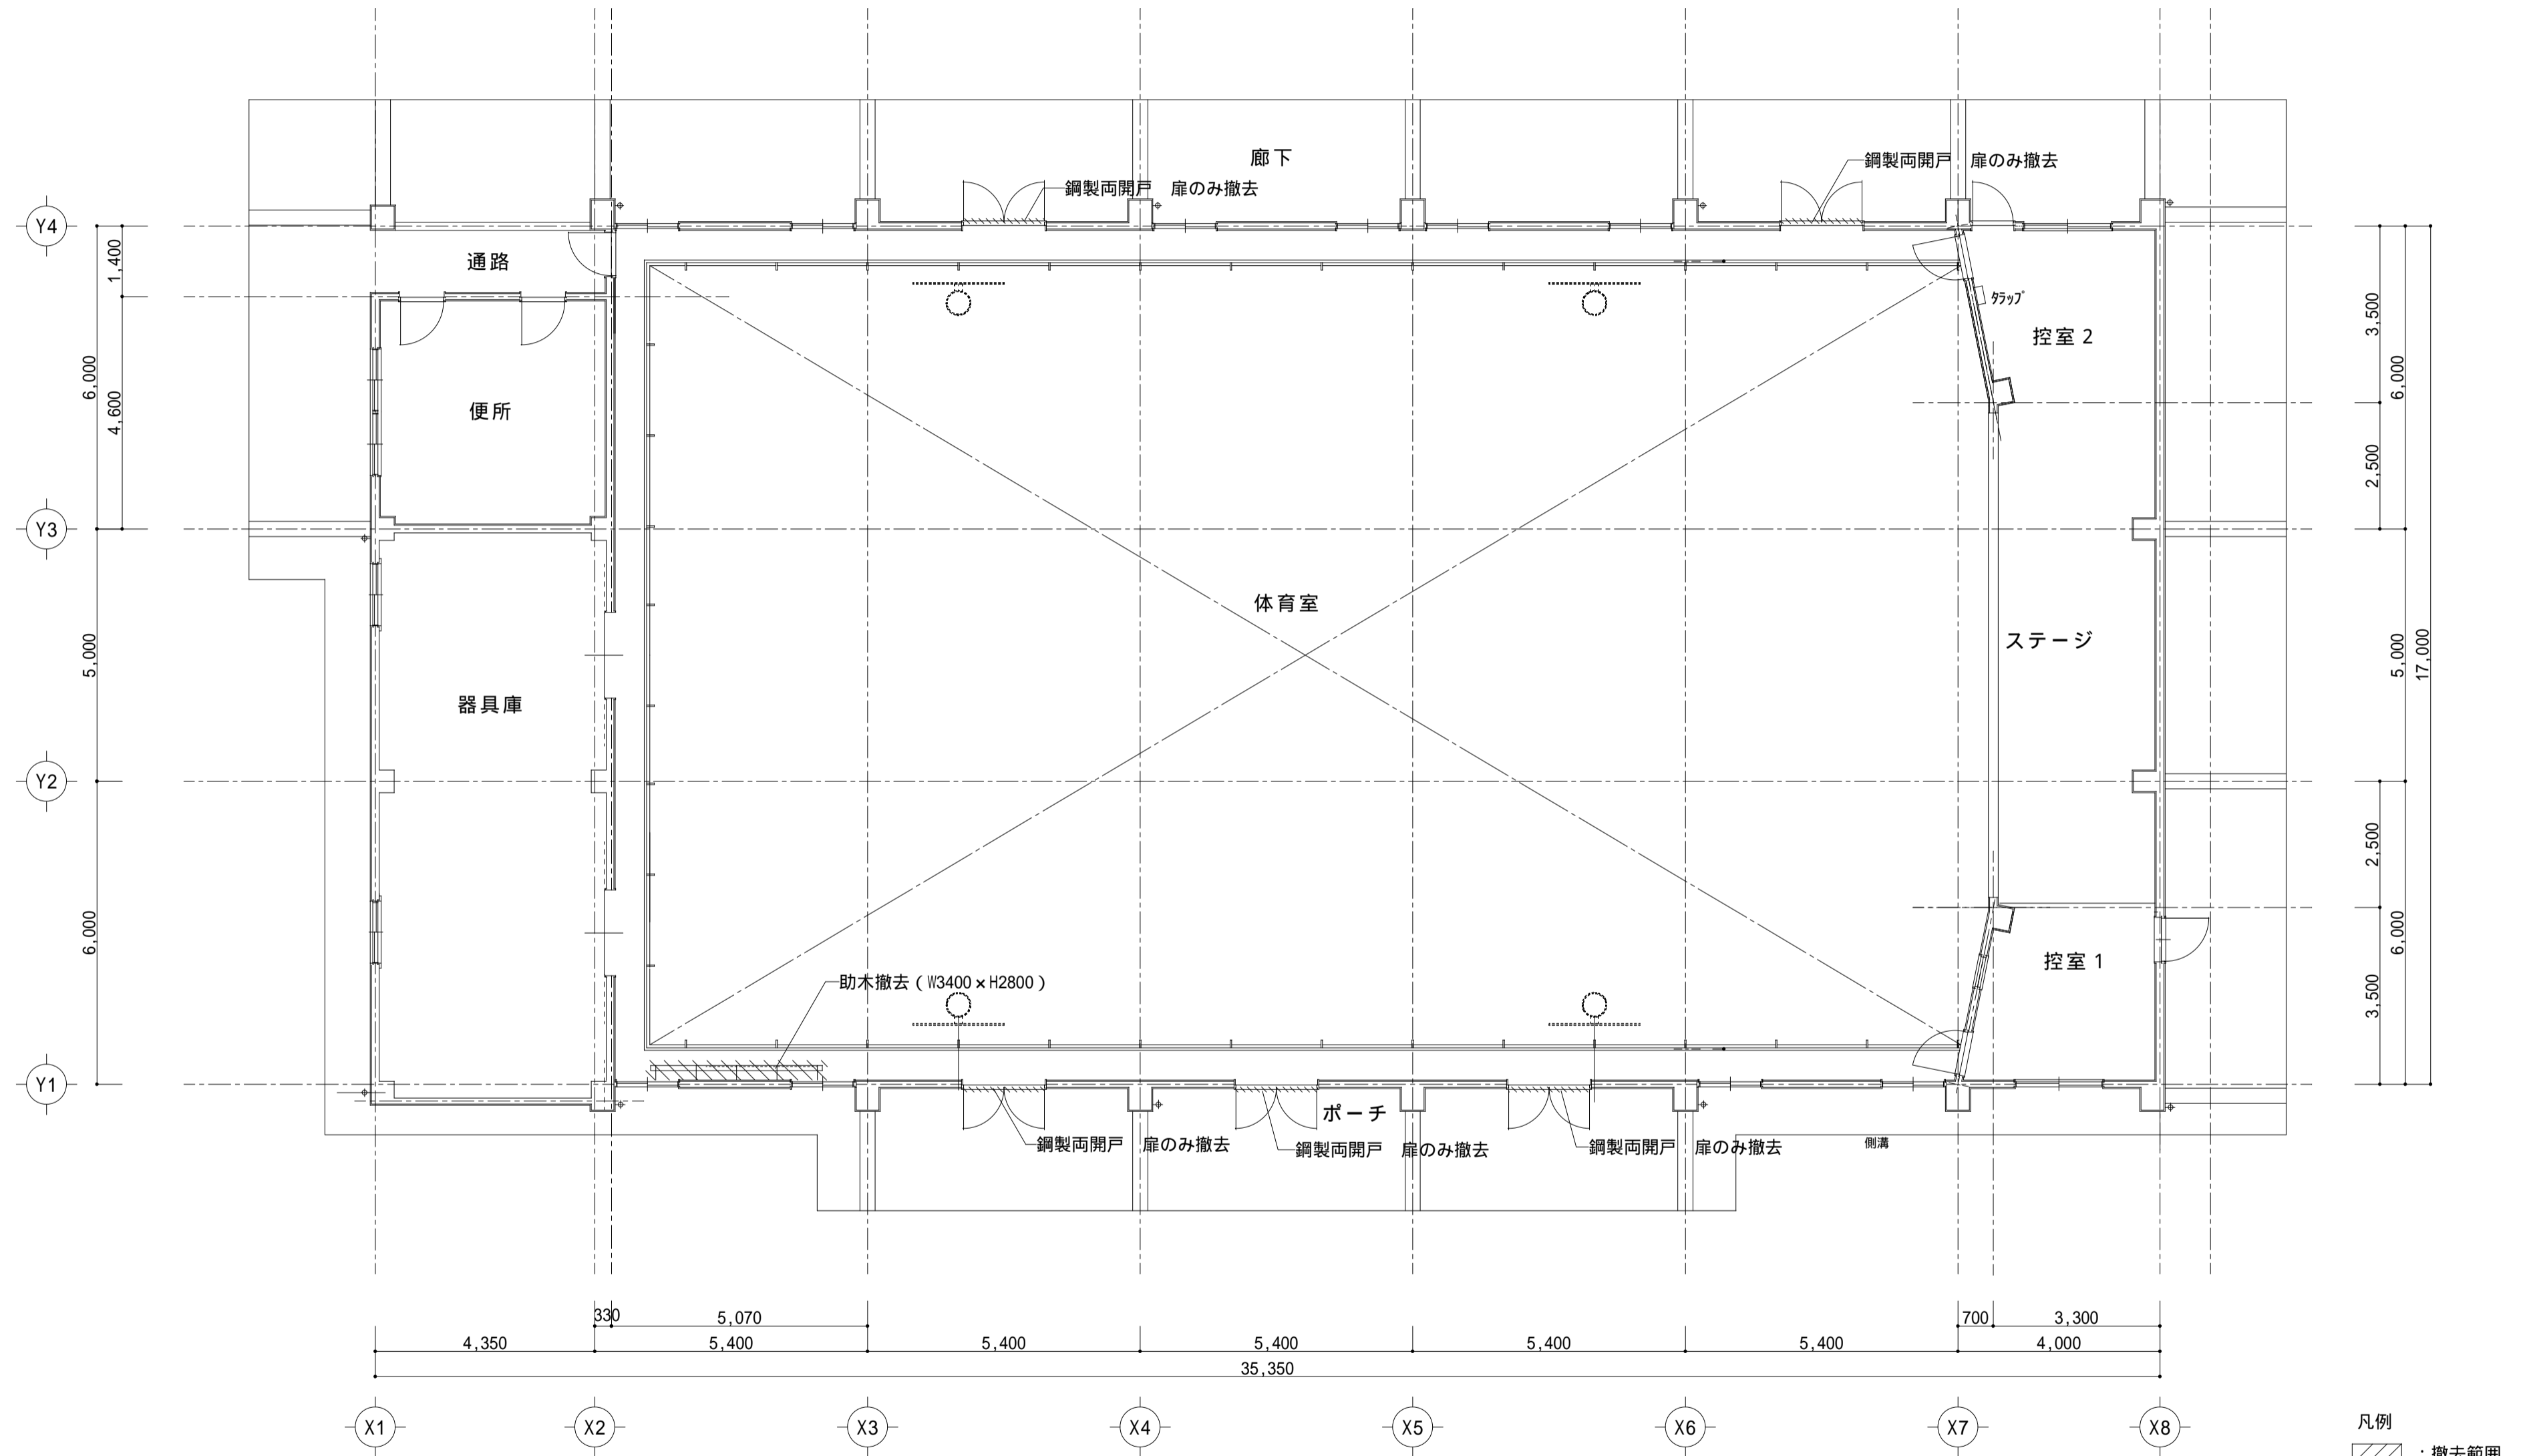 廊下
鋼製両開戸　扉のみ撤去
鋼製両開戸　扉のみ撤去
Y4
1,400
通路
ﾀﾗｯﾌﾟ
3,500
控室２
6,000
4,600
6,000
便所
2,500
Y3
体育室
ステージ
5,000
5,000
17,000
器具庫
Y2
2,500
6,000
6,000
控室１
助木撤去（W3400×H2800）
3,500
Y1
ポーチ
鋼製両開戸　扉のみ撤去
鋼製両開戸　扉のみ撤去
鋼製両開戸　扉のみ撤去
側溝
330
5,070
700
3,300
4,350
5,400
5,400
5,400
5,400
5,400
4,000
35,350
X1
X2
X3
X4
X5
X6
X7
X8
凡例
：撤去範囲